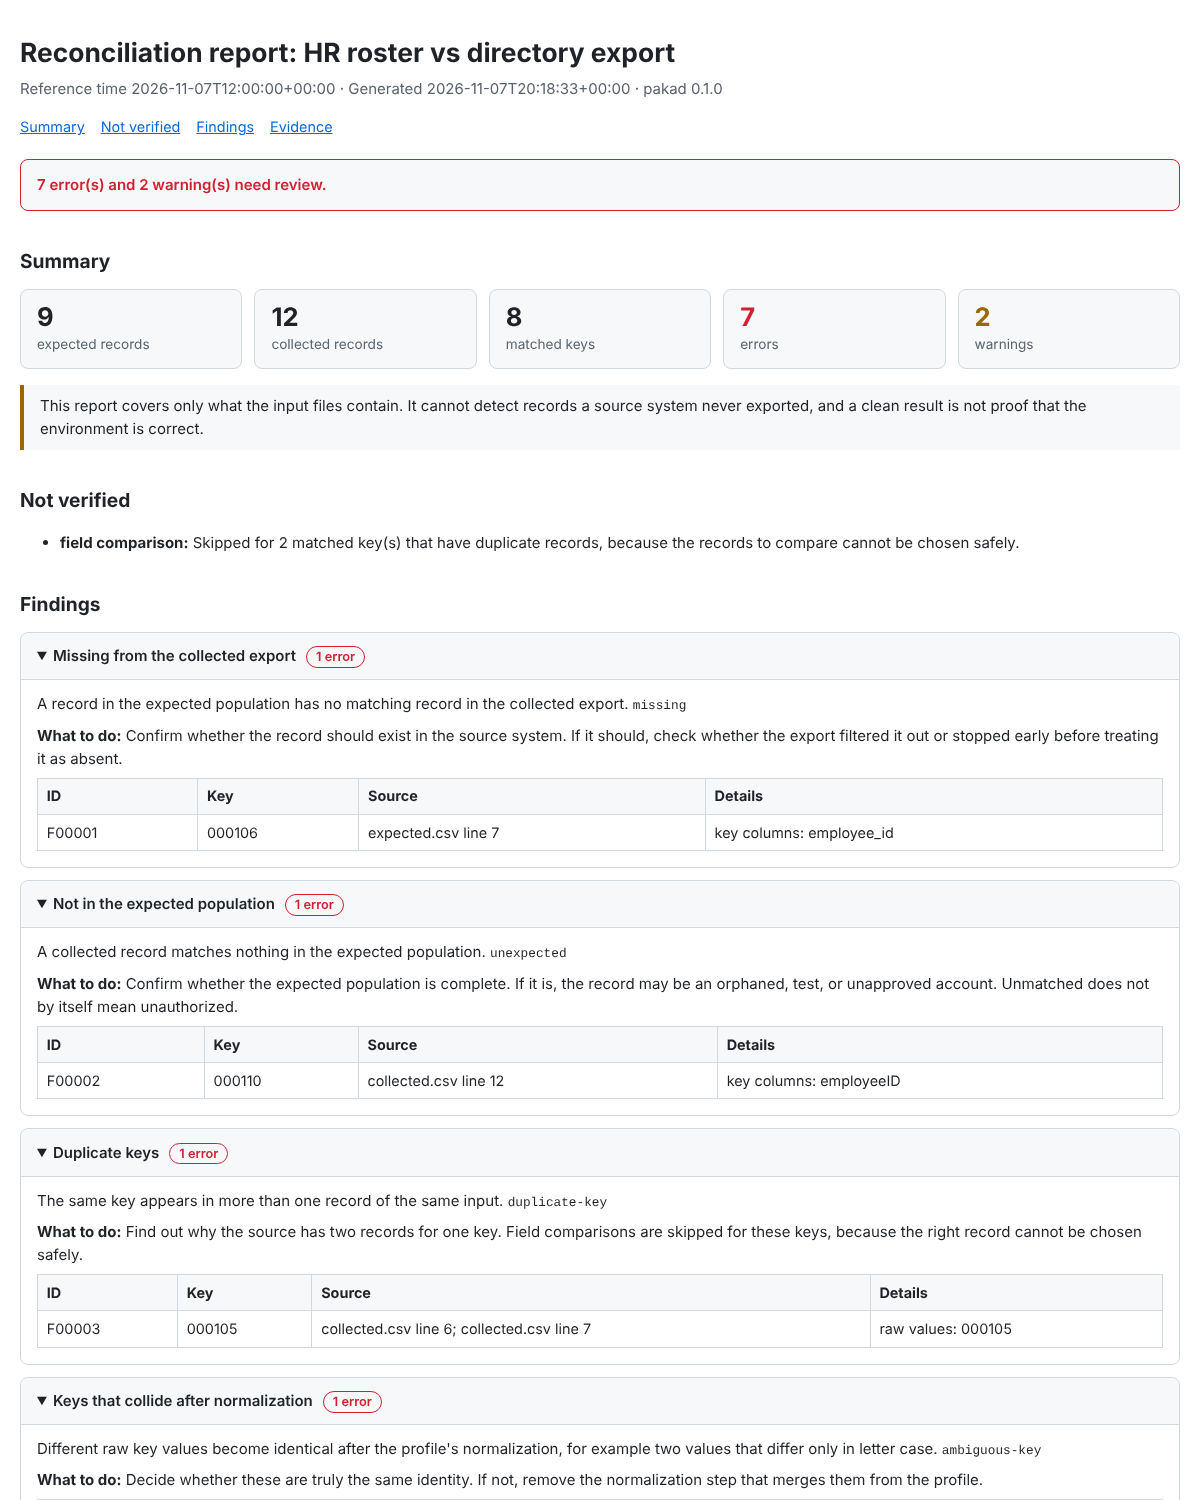 Reconciliation report: HR roster vs directory export
Reference time 2026-11-07T12:00:00+00:00 · Generated 2026-11-07T20:18:33+00:00 · pakad 0.1.0
Summary Not verified Findings Evidence
7 error(s) and 2 warning(s) need review.
Summary
9 12 8 7 2
expected records collected records matched keys errors warnings
This report covers only what the input files contain. It cannot detect records a source system never exported, and a clean result is not proof that the
environment is correct.
Not verified
• field comparison: Skipped for 2 matched key(s) that have duplicate records, because the records to compare cannot be chosen safely.
Findings
▼ Missing from the collected export 1 error
A record in the expected population has no matching record in the collected export. missing
What to do: Confirm whether the record should exist in the source system. If it should, check whether the export filtered it out or stopped early before treating
it as absent.
ID Key Source Details
F00001 000106 expected.csv line 7 key columns: employee_id
▼ Not in the expected population 1 error
A collected record matches nothing in the expected population. unexpected
What to do: Confirm whether the expected population is complete. If it is, the record may be an orphaned, test, or unapproved account. Unmatched does not
by itself mean unauthorized.
ID Key Source Details
F00002 000110 collected.csv line 12 key columns: employeeID
▼ Duplicate keys 1 error
The same key appears in more than one record of the same input. duplicate-key
What to do: Find out why the source has two records for one key. Field comparisons are skipped for these keys, because the right record cannot be chosen
safely.
ID Key Source Details
F00003 000105 collected.csv line 6; collected.csv line 7 raw values: 000105
▼ Keys that collide after normalization 1 error
Different raw key values become identical after the profile's normalization, for example two values that differ only in letter case. ambiguous-key
What to do: Decide whether these are truly the same identity. If not, remove the normalization step that merges them from the profile.